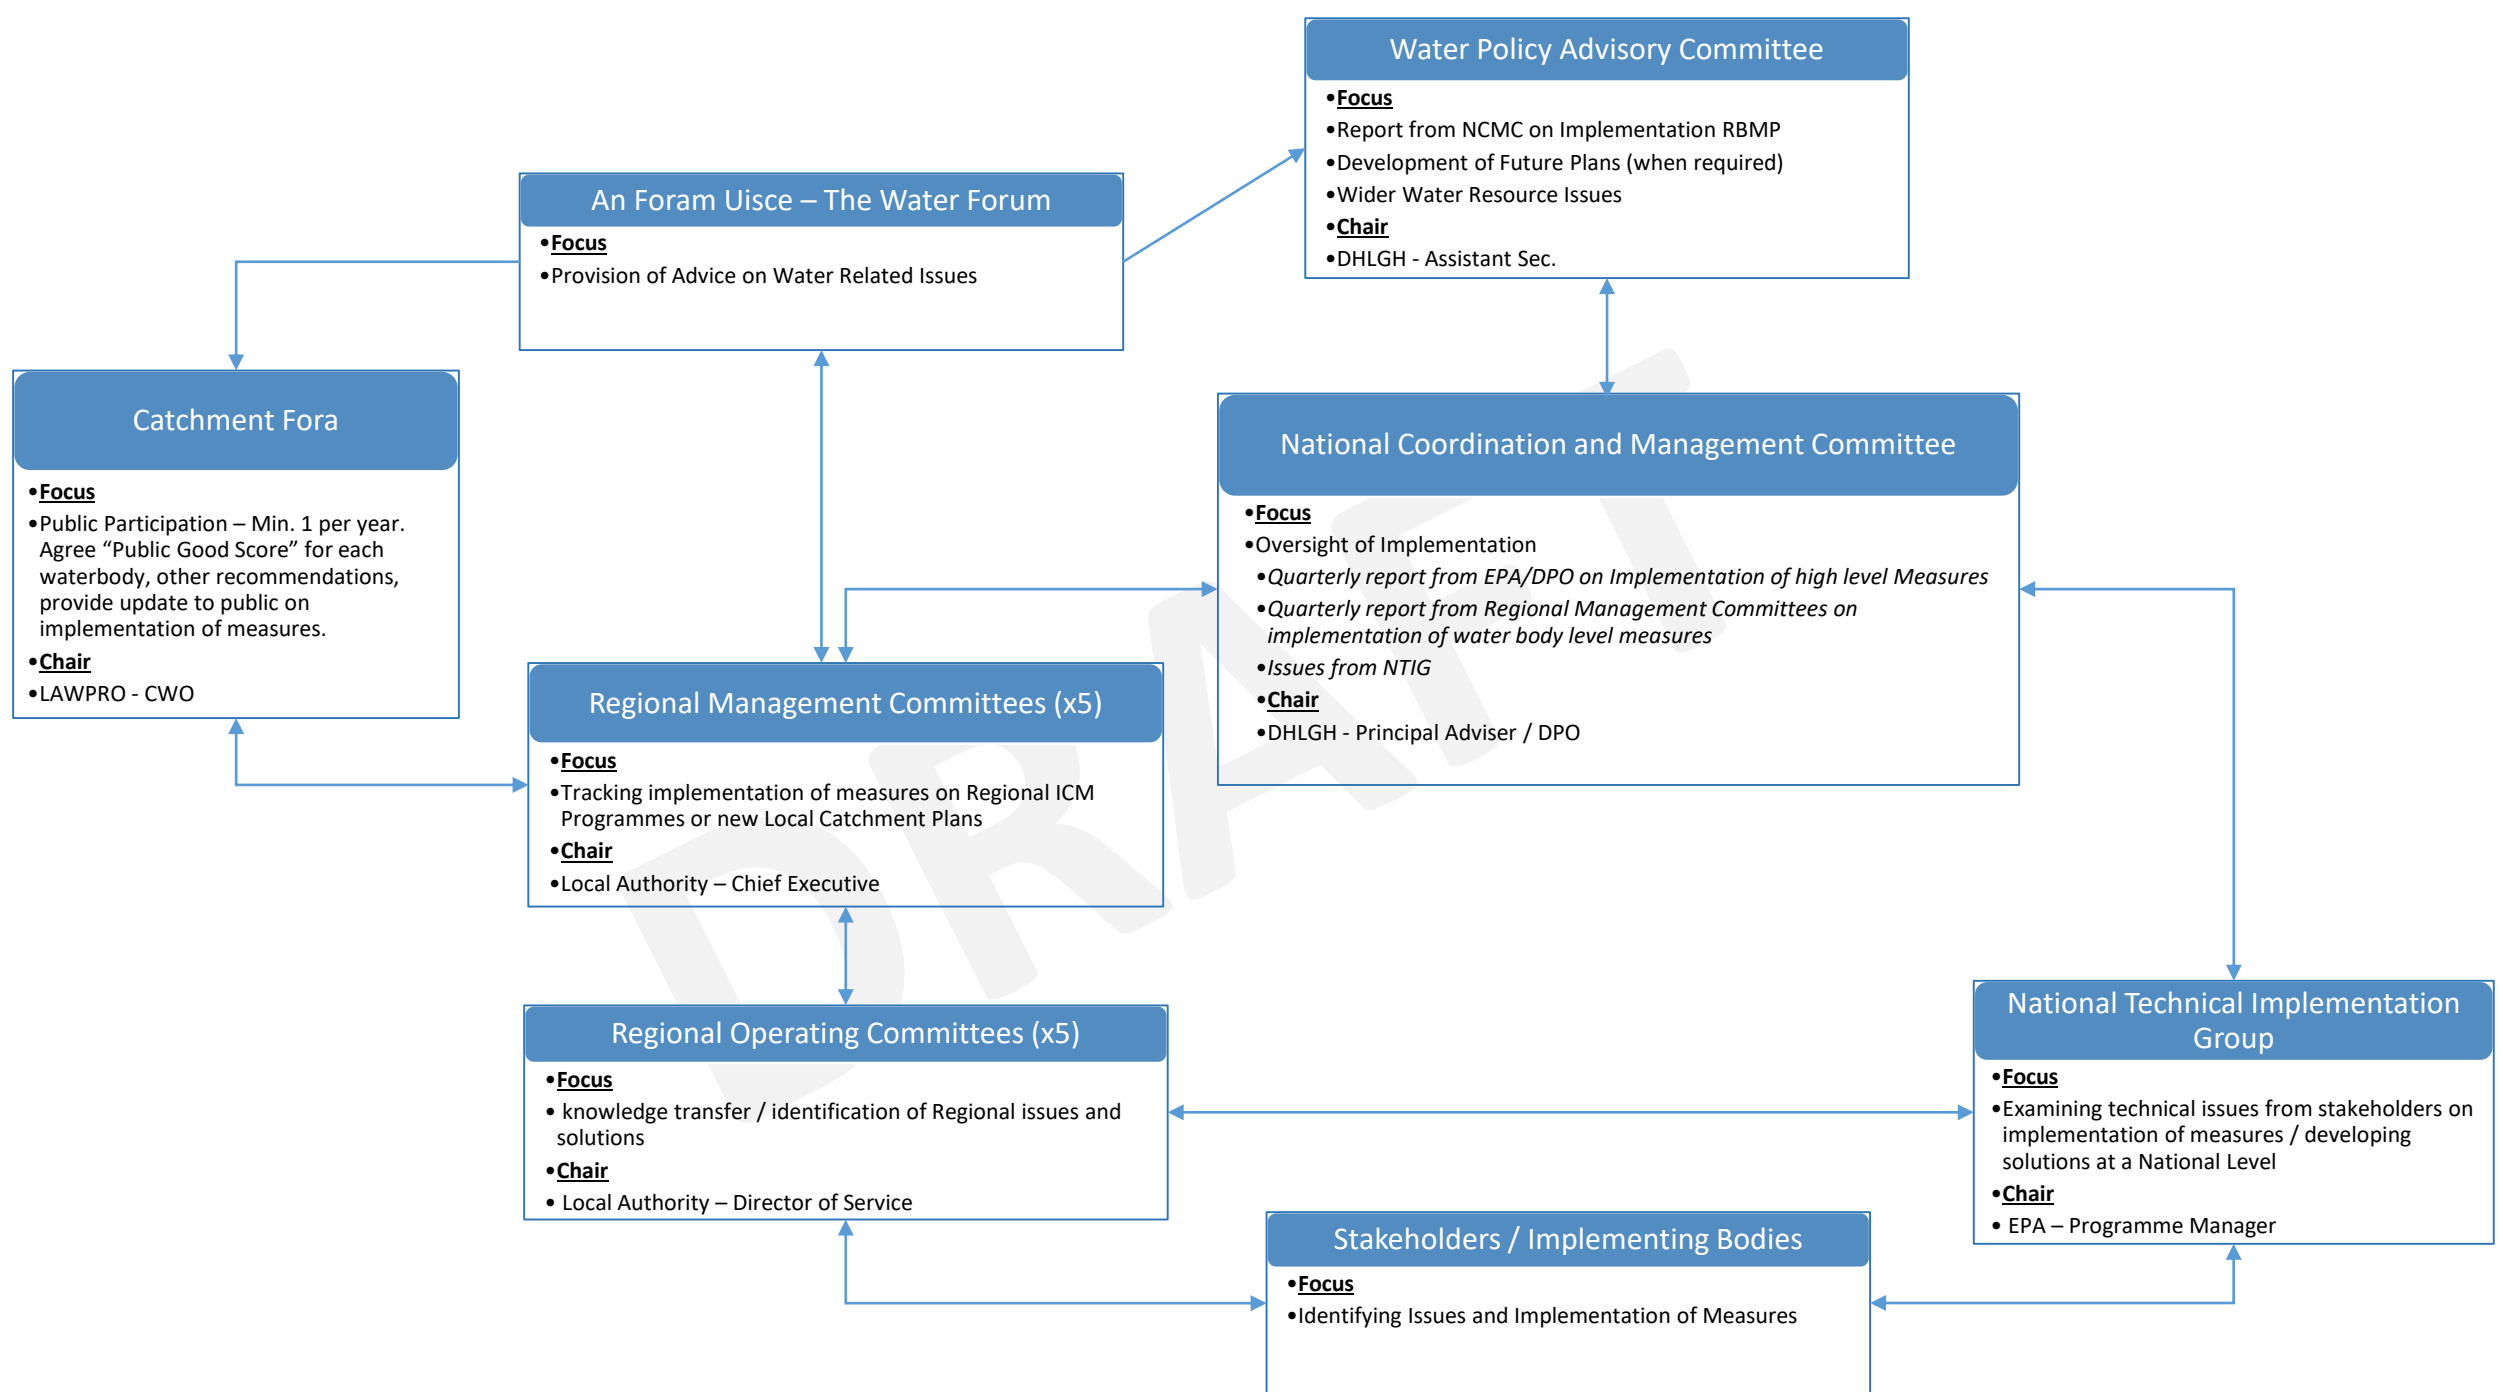 Water Policy Advisory Committee
•Focus
•Report from NCMC on Implementation RBMP
•Development of Future Plans (when required)
•Wider Water Resource Issues
•Chair
•DHLGH - Assistant Sec.
An Foram Uisce – The Water Forum
•Focus
•Provision of Advice on Water Related Issues
Catchment Fora
•Focus
•Public Participation – Min. 1 per year.
Agree “Public Good Score” for each
waterbody, other recommendations,
provide update to public on
implementation of measures.
•Chair
•LAWPRO - CWO
National Coordination and Management Committee
•Focus
•Oversight of Implementation
•Quarterly report from EPA/DPO on Implementation of high level Measures
•Quarterly report from Regional Management Committees on
implementation of water body level measures
•Issues from NTIG
•Chair
•DHLGH - Principal Adviser / DPO
Regional Management Committees (x5)
•Focus
•Tracking implementation of measures on Regional ICM
Programmes or new Local Catchment Plans
•Chair
•Local Authority – Chief Executive
Regional Operating Committees (x5)
•Focus
• knowledge transfer / identification of Regional issues and
solutions
•Chair
• Local Authority – Director of Service
National Technical Implementation
Group
•Focus
•Examining technical issues from stakeholders on
implementation of measures / developing
solutions at a National Level
•Chair
• EPA – Programme Manager
Stakeholders / Implementing Bodies
•Focus
•Identifying Issues and Implementation of Measures
DRAFT